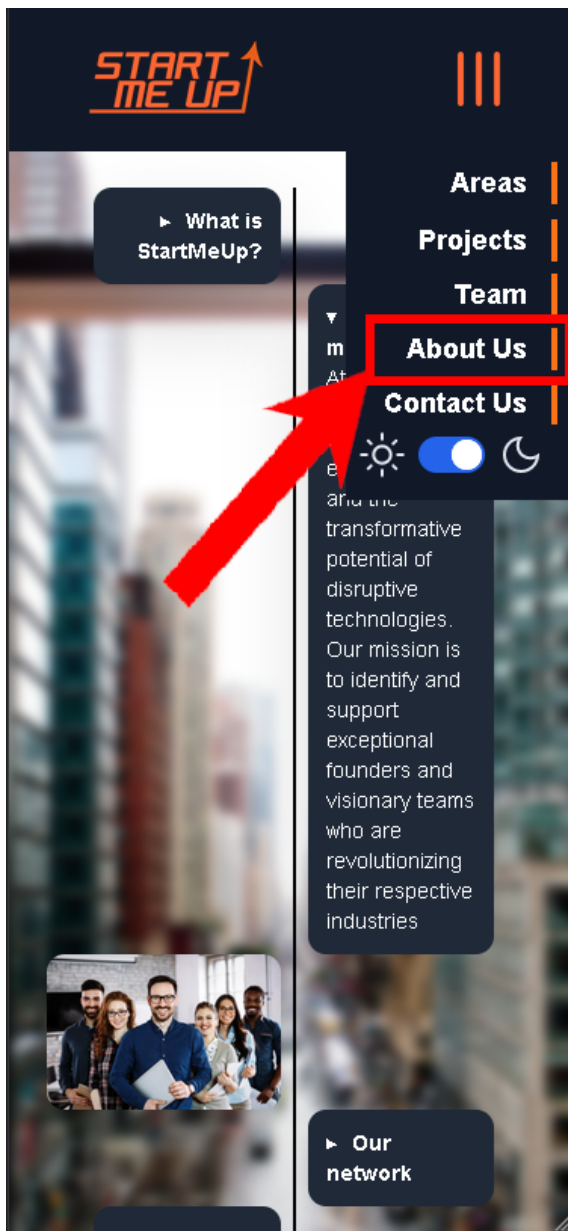 START
ME UP
Areas
Projects
Team
About Us
Contact Us
► What is
StartMeUp?
▼
m
At
e
and the
transformative
potential of
disruptive
technologies.
Our mission is
to identify and
support
exceptional
founders and
visionary teams
who are
revolutionizing
their respective
industries
► Our
network